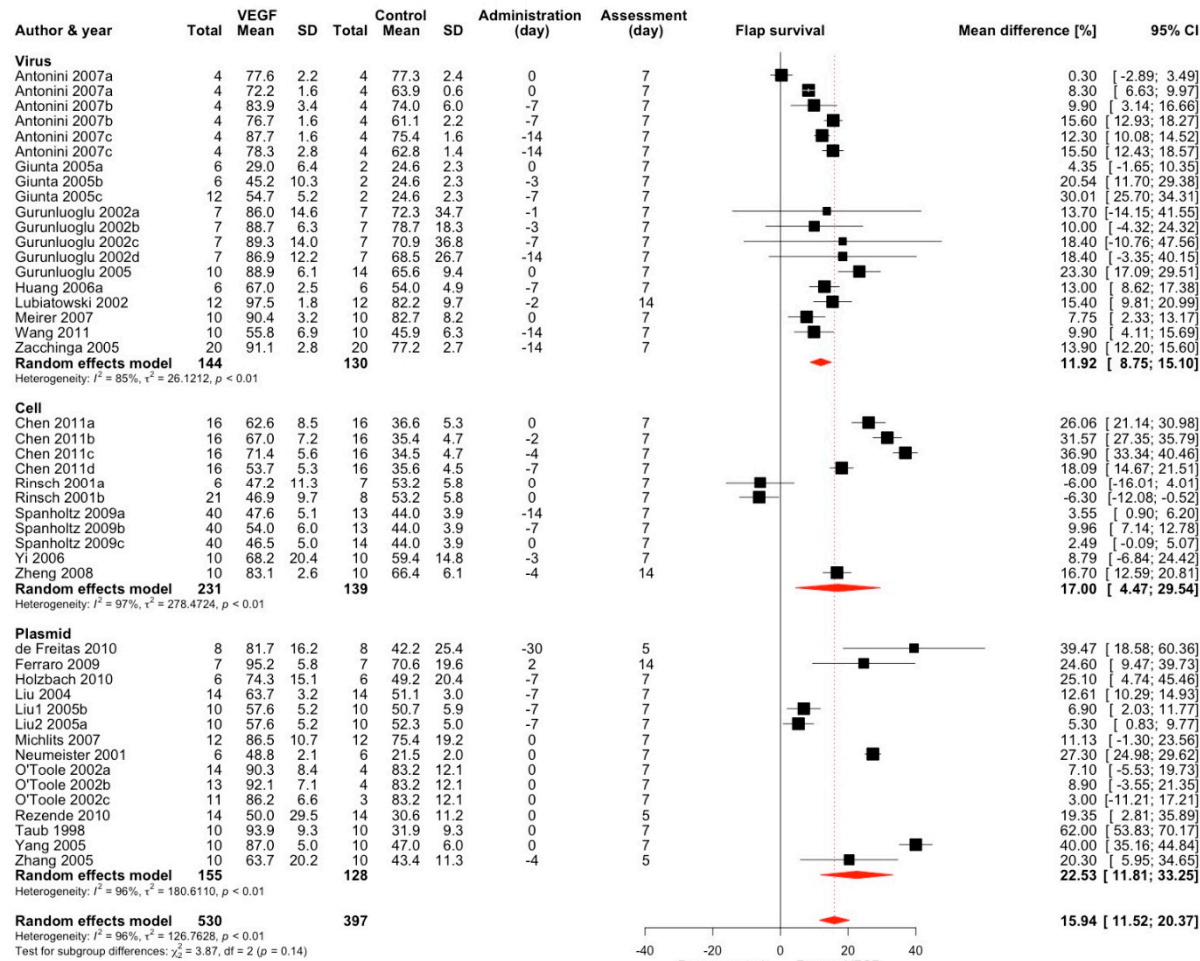 VEGF Control Administration Assessment
Author & year Total Mean SD Total Mean SD (day) (day) Flap survival Mean difference [%] 95% CI
Virus
Antonini 2007a 4 77.6 2.2 4 77.3 2.4 0 7 0.30 [ -2.89; 3.49]
Antonini 2007a 4 72.2 1.6 4 63.9 0.6 0 7 8.30 [ 6.63; 9.97]
Antonini 2007b 4 83.9 3.4 4 74.0 6.0 -7 7 9.90 [ 3.14; 16.66]
Antonini 2007b 4 76.7 1.6 4 61.1 2.2 -7 7 15.60 [ 12.93; 18.27]
Antonini 2007c 4 87.7 1.6 4 75.4 1.6 -14 7 12.30 [ 10.08; 14.52]
Antonini 2007c 4 78.3 2.8 4 62.8 1.4 -14 7 15.50 [ 12.43; 18.57]
Giunta 2005a 6 29.0 6.4 2 24.6 2.3 0 7 4.35 [ -1.65; 10.35]
Giunta 2005b 6 45.2 10.3 2 24.6 2.3 -3 7 20.54 [ 11.70; 29.38]
Giunta 2005c 12 54.7 5.2 2 24.6 2.3 -7 7 30.01 [ 25.70; 34.31]
Gurunluoglu 2002a 7 86.0 14.6 7 72.3 34.7 -1 7 13.70 [-14.15; 41.55]
Gurunluoglu 2002b 7 88.7 6.3 7 78.7 18.3 -3 7 10.00 [ -4.32; 24.32]
Gurunluoglu 2002c 7 89.3 14.0 7 70.9 36.8 -7 7 18.40 [-10.76; 47.56]
Gurunluoglu 2002d 7 86.9 12.2 7 68.5 26.7 -14 7 18.40 [ -3.35; 40.15]
Gurunluoglu 2005 10 88.9 6.1 14 65.6 9.4 0 7 23.30 [ 17.09; 29.51]
Huang 2006a 6 67.0 2.5 6 54.0 4.9 -7 7 13.00 [ 8.62; 17.38]
Lubiatowski 2002 12 97.5 1.8 12 82.2 9.7 -2 14 15.40 [ 9.81; 20.99]
Meirer 2007 10 90.4 3.2 10 82.7 8.2 0 7 7.75 [ 2.33; 13.17]
Wang 2011 10 55.8 6.9 10 45.9 6.3 -14 7 9.90 [ 4.11; 15.69]
Zacchinga 2005 20 91.1 2.8 20 77.2 2.7 -14 7 13.90 [ 12.20; 15.60]
Random effects model 144 130 11.92 [ 8.75; 15.10]
Heterogeneity: I² = 85%, τ² = 26.1212, p < 0.01
Cell
Chen 2011a 16 62.6 8.5 16 36.6 5.3 0 7 26.06 [ 21.14; 30.98]
Chen 2011b 16 67.0 7.2 16 35.4 4.7 -2 7 31.57 [ 27.35; 35.79]
Chen 2011c 16 71.4 5.6 16 34.5 4.7 -4 7 36.90 [ 33.34; 40.46]
Chen 2011d 16 53.7 5.3 16 35.6 4.5 -7 7 18.09 [ 14.67; 21.51]
Rinsch 2001a 6 47.2 11.3 7 53.2 5.8 0 7 -6.00 [-16.01; 4.01]
Rinsch 2001b 21 46.9 9.7 8 53.2 5.8 0 7 -6.30 [-12.08; -0.52]
Spanholtz 2009a 40 47.6 5.1 13 44.0 3.9 -14 7 3.55 [ 0.90; 6.20]
Spanholtz 2009b 40 54.0 6.0 13 44.0 3.9 -7 7 9.96 [ 7.14; 12.78]
Spanholtz 2009c 40 46.5 5.0 14 44.0 3.9 0 7 2.49 [ -0.09; 5.07]
Yi 2006 10 68.2 20.4 10 59.4 14.8 -3 7 8.79 [ -6.84; 24.42]
Zheng 2008 10 83.1 2.6 10 66.4 6.1 -4 14 16.70 [ 12.59; 20.81]
Random effects model 231 139 17.00 [ 4.47; 29.54]
Heterogeneity: I² = 97%, τ² = 278.4724, p < 0.01
Plasmid
de Freitas 2010 8 81.7 16.2 8 42.2 25.4 -30 5 39.47 [ 18.58; 60.36]
Ferraro 2009 7 95.2 5.8 7 70.6 19.6 2 14 24.60 [ 9.47; 39.73]
Holzbach 2010 6 74.3 15.1 6 49.2 20.4 -7 7 25.10 [ 4.74; 45.46]
Liu 2004 14 63.7 3.2 14 51.1 3.0 -7 7 12.61 [ 10.29; 14.93]
Liu1 2005b 10 57.6 5.2 10 50.7 5.9 -7 7 6.90 [ 2.03; 11.77]
Liu2 2005a 10 57.6 5.2 10 52.3 5.0 -7 7 5.30 [ 0.83; 9.77]
Michlits 2007 12 86.5 10.7 12 75.4 19.2 0 7 11.13 [ -1.30; 23.56]
Neumeister 2001 6 48.8 2.1 6 21.5 2.0 0 7 27.30 [ 24.98; 29.62]
O'Toole 2002a 14 90.3 8.4 4 83.2 12.1 0 7 7.10 [ -5.53; 19.73]
O'Toole 2002b 13 92.1 7.1 4 83.2 12.1 0 7 8.90 [ -3.55; 21.35]
O'Toole 2002c 11 86.2 6.6 3 83.2 12.1 0 7 3.00 [-11.21; 17.21]
Rezende 2010 14 50.0 29.5 14 30.6 11.2 0 5 19.35 [ 2.81; 35.89]
Taub 1998 10 93.9 9.3 10 31.9 9.3 0 7 62.00 [ 53.83; 70.17]
Yang 2005 10 87.0 5.0 10 47.0 6.0 0 7 40.00 [ 35.16; 44.84]
Zhang 2005 10 63.7 20.2 10 43.4 11.3 -4 5 20.30 [ 5.95; 34.65]
Random effects model 155 128 22.53 [ 11.81; 33.25]
Heterogeneity: I² = 96%, τ² = 180.6110, p < 0.01
Random effects model 530 397 15.94 [ 11.52; 20.37]
Heterogeneity: I² = 96%, τ² = 126.7628, p < 0.01
Test for subgroup differences: χ²₂ = 3.87, df = 2 (p = 0.14)
-40 -20 0 20 40